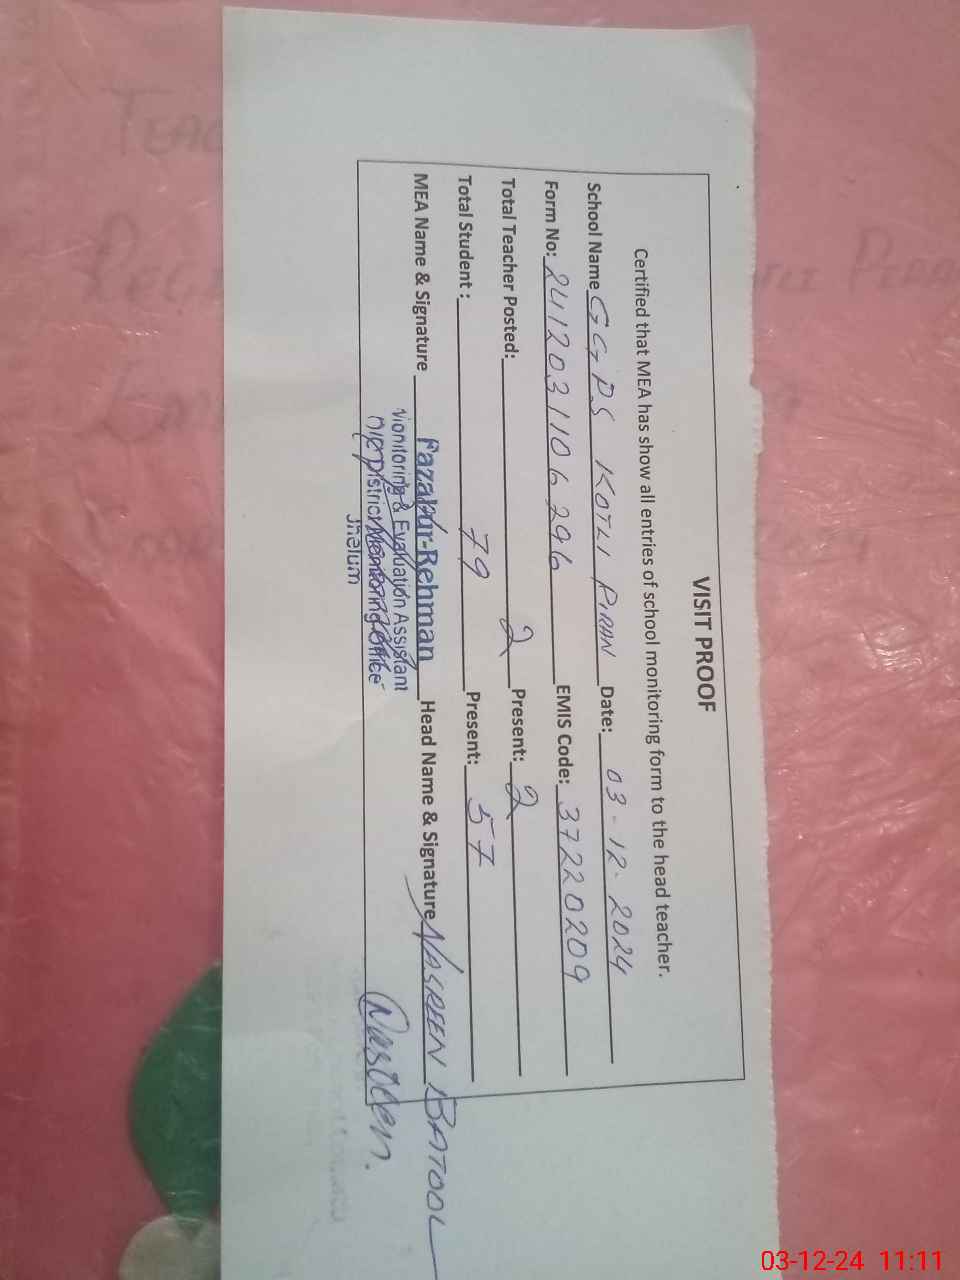 VISIT PROOF
Certified that MEA has show all entries of school monitoring form to the head teacher.
School Name GGPS KOTLI PIRAN Date: 03-12-2024
Form No: 241203110 6296 EMIS Code: 37220209
Total Teacher Posted: 2 Present: 2
Total Student : 79 Present: 57
MEA Name & Signature Fazal-ur-Rehman Head Name & Signature NASREEN BATOOL
Monitoring & Evaluation Assistant
District Monitoring Office Nasreen.
Jhelum
03-12-24 11:11